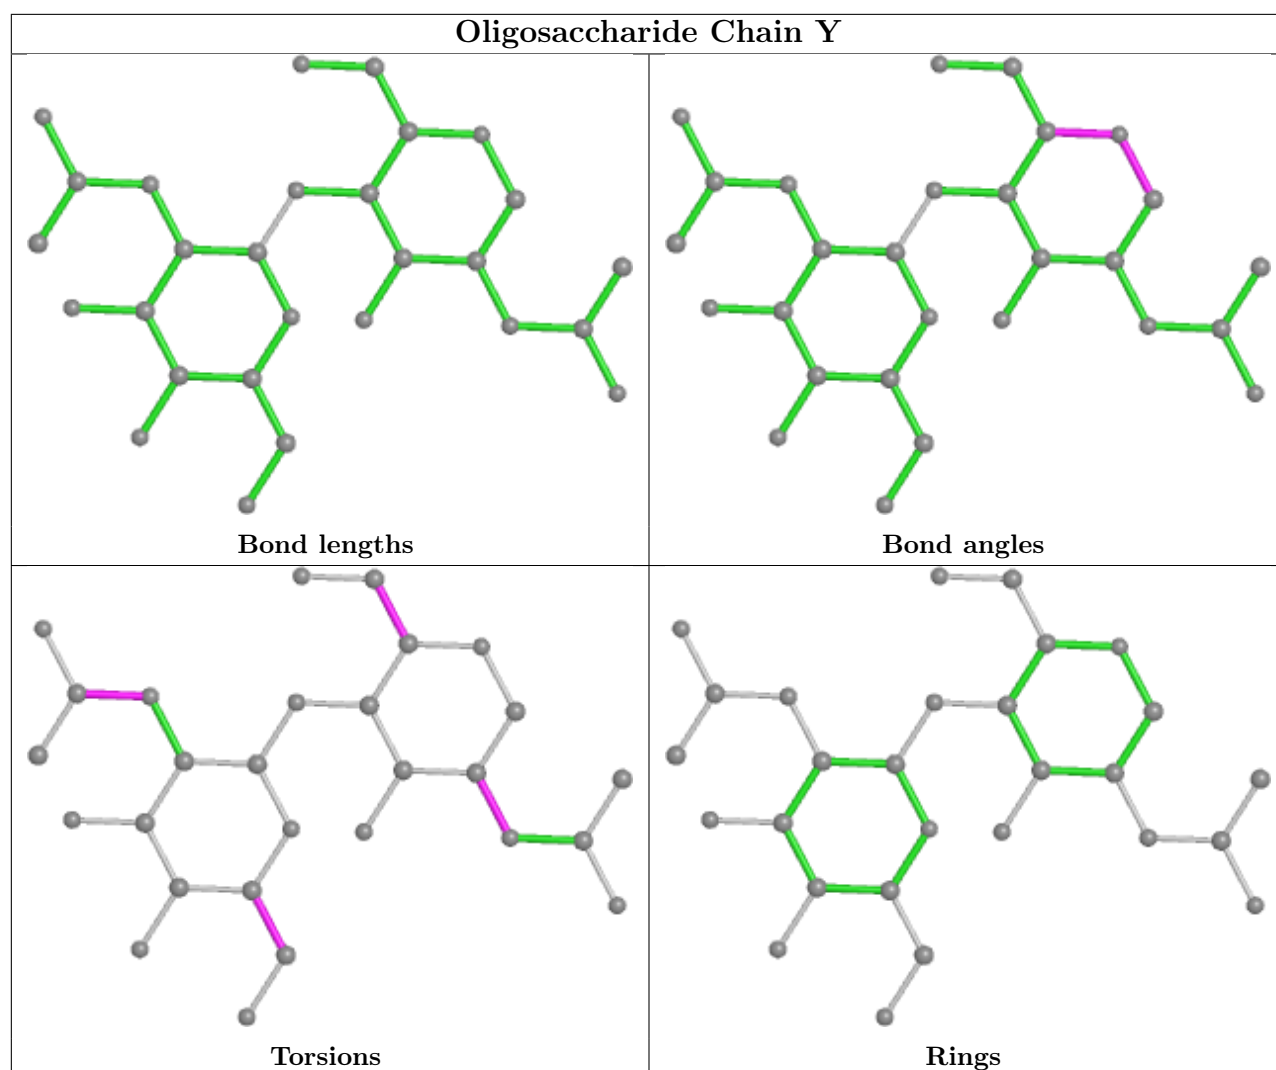 Oligosaccharide Chain Y
Bond lengths
Bond angles
Torsions
Rings